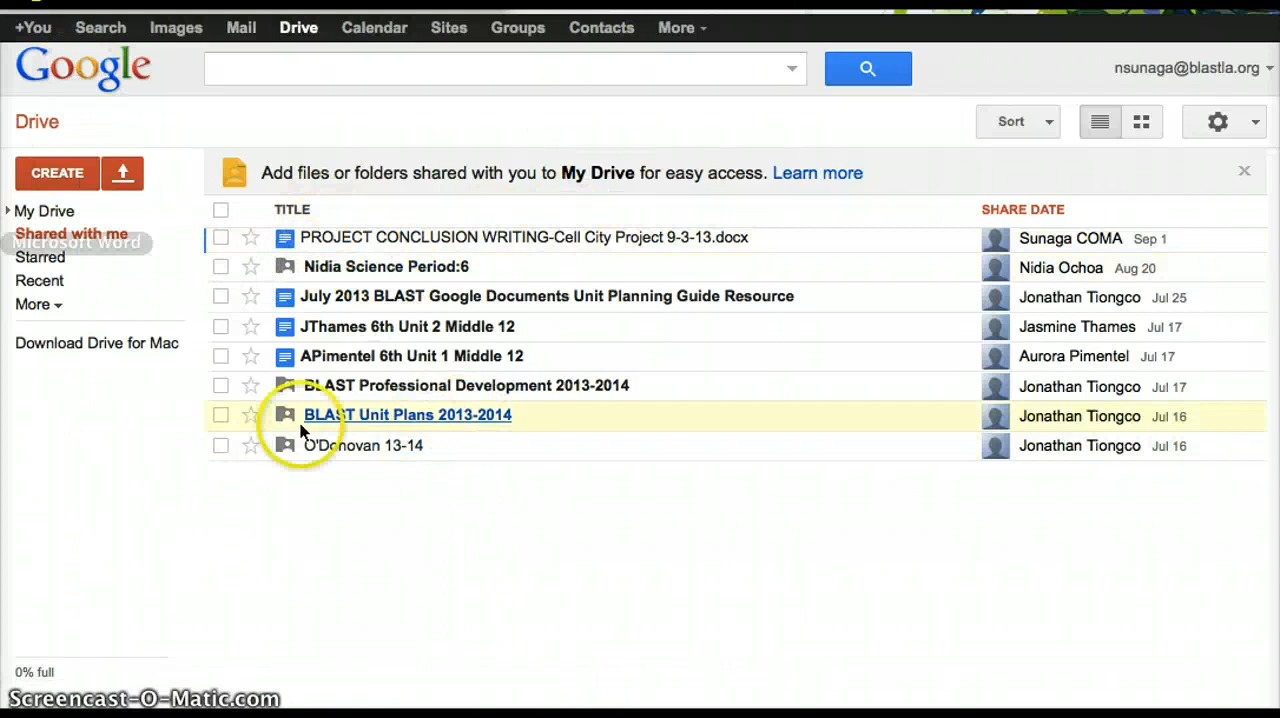 +You Search Images Mail Drive Calendar Sites Groups Contacts More
Google
nsunaga@blastla.org
Drive
Sort
CREATE
Add files or folders shared with you to My Drive for easy access. Learn more
TITLE SHARE DATE
My Drive
Shared with me
Microsoft Word
Starred
Recent
More
Download Drive for Mac
PROJECT CONCLUSION WRITING-Cell City Project 9-3-13.docx Sunaga COMA Sep 1
Nidia Science Period:6 Nidia Ochoa Aug 20
July 2013 BLAST Google Documents Unit Planning Guide Resource Jonathan Tiongco Jul 25
JThames 6th Unit 2 Middle 12 Jasmine Thames Jul 17
APimentel 6th Unit 1 Middle 12 Aurora Pimentel Jul 17
BLAST Professional Development 2013-2014 Jonathan Tiongco Jul 17
BLAST Unit Plans 2013-2014 Jonathan Tiongco Jul 16
O'Donovan 13-14 Jonathan Tiongco Jul 16
0% full
Screencast-O-Matic.com